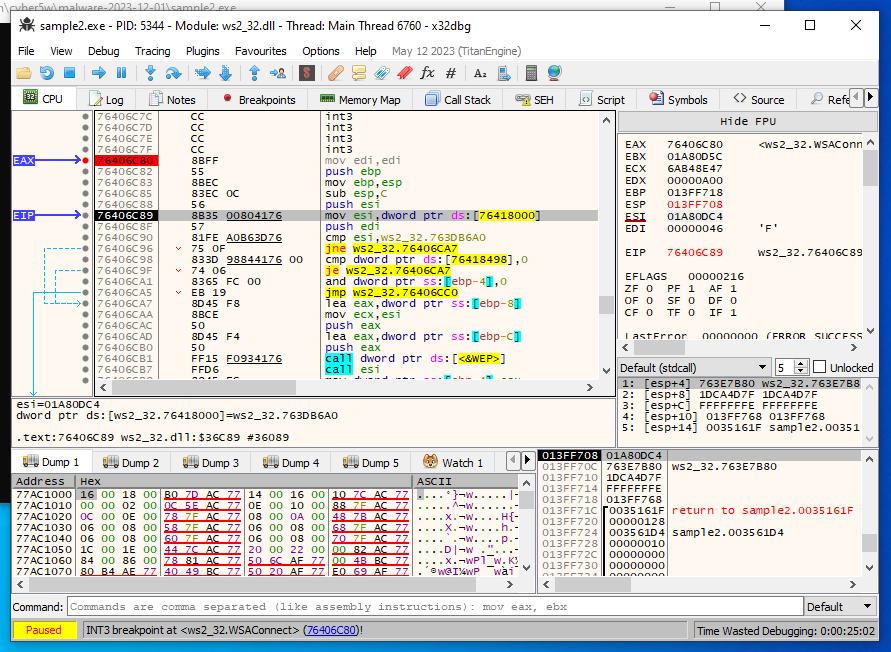 n\cyber5w\malware-2023-12-01\sample2.exe
sample2.exe - PID: 5344 - Module: ws2_32.dll - Thread: Main Thread 6760 - x32dbg
File View Debug Tracing Plugins Favourites Options Help May 12 2023 (TitanEngine)
CPU Log Notes Breakpoints Memory Map Call Stack SEH Script Symbols Source Refe
Hide FPU
76406C7C CC int3
76406C7D CC int3
76406C7E CC int3
76406C7F CC int3
EAX 76406C80 8BFF mov edi,edi
76406C82 55 push ebp
76406C83 8BEC mov ebp,esp
76406C85 83EC 0C sub esp,C
76406C88 56 push esi
EIP 76406C89 8B35 00804176 mov esi,dword ptr ds:[76418000]
76406C8F 57 push edi
76406C90 81FE A0B63D76 cmp esi,ws2_32.763DB6A0
76406C96 75 0F jne ws2_32.76406CA7
76406C98 833D 98844176 00 cmp dword ptr ds:[76418498],0
76406C9F 74 06 je ws2_32.76406CA7
76406CA1 8365 FC 00 and dword ptr ss:[ebp-4],0
76406CA5 EB 19 jmp ws2_32.76406CC0
76406CA7 8D45 F8 lea eax,dword ptr ss:[ebp-8]
76406CAA 8BCE mov ecx,esi
76406CAC 50 push eax
76406CAD 8D45 F4 lea eax,dword ptr ss:[ebp-C]
76406CB0 50 push eax
76406CB1 FF15 F0934176 call dword ptr ds:[<&WEP>]
76406CB7 FFD6 call esi
EAX 76406C80 <ws2_32.WSAConn
EBX 01A80D5C
ECX 6AB48E47
EDX 00000A00
EBP 013FF718
ESP 013FF708
ESI 01A80DC4
EDI 00000046 'F'
EIP 76406C89 ws2_32.76406C89
EFLAGS 00000216
ZF 0 PF 1 AF 1
OF 0 SF 0 DF 0
CF 0 TF 0 IF 1
LastError 00000000 (ERROR_SUCCESS
Default (stdcall) 5 Unlocked
1: [esp+4] 763E7B80 ws2_32.763E7B8
2: [esp+8] 1DCA4D7F 1DCA4D7F
3: [esp+C] FFFFFFFE FFFFFFFE
4: [esp+10] 013FF768 013FF768
5: [esp+14] 0035161F sample2.00351
esi=01A80DC4
dword ptr ds:[ws2_32.76418000]=ws2_32.763DB6A0
.text:76406C89 ws2_32.dll:$36C89 #36089
Dump 1 Dump 2 Dump 3 Dump 4 Dump 5 Watch 1
Address Hex ASCII
77AC1000 16 00 18 00 B0 7D AC 77 14 00 16 00 10 7C AC 77 ....°}¬w.....|¬
77AC1010 00 00 02 00 0C 5E AC 77 0E 00 10 00 88 7F AC 77
77AC1020 0C 00 0E 00 78 7F AC 77 08 00 0A 00 48 7B AC 77
77AC1030 06 00 08 00 58 7F AC 77 06 00 08 00 68 7F AC 77
77AC1040 06 00 08 00 60 7F AC 77 06 00 08 00 70 7F AC 77
77AC1050 1C 00 1E 00 44 7C AC 77 20 00 22 00 00 82 AC 77
77AC1060 84 00 86 00 78 81 AC 77 50 6C AF 77 00 4B BC 77
77AC1070 80 B4 AE 77 40 49 BC 77 50 20 AF 77 E0 69 AF 77
013FF708 01A80DC4
013FF70C 763E7B80 ws2_32.763E7B80
013FF710 1DCA4D7F
013FF714 FFFFFFFE
013FF718 013FF768
013FF71C 0035161F return to sample2.0035161F
013FF720 00000128
013FF724 003561D4 sample2.003561D4
013FF728 00000010
013FF72C 00000000
013FF730 00000000
013FF734 00000000
Command: Commands are comma separated (like assembly instructions): mov eax, ebx Default
Paused INT3 breakpoint at <ws2_32.WSAConnect> (76406C80)! Time Wasted Debugging: 0:00:25:02